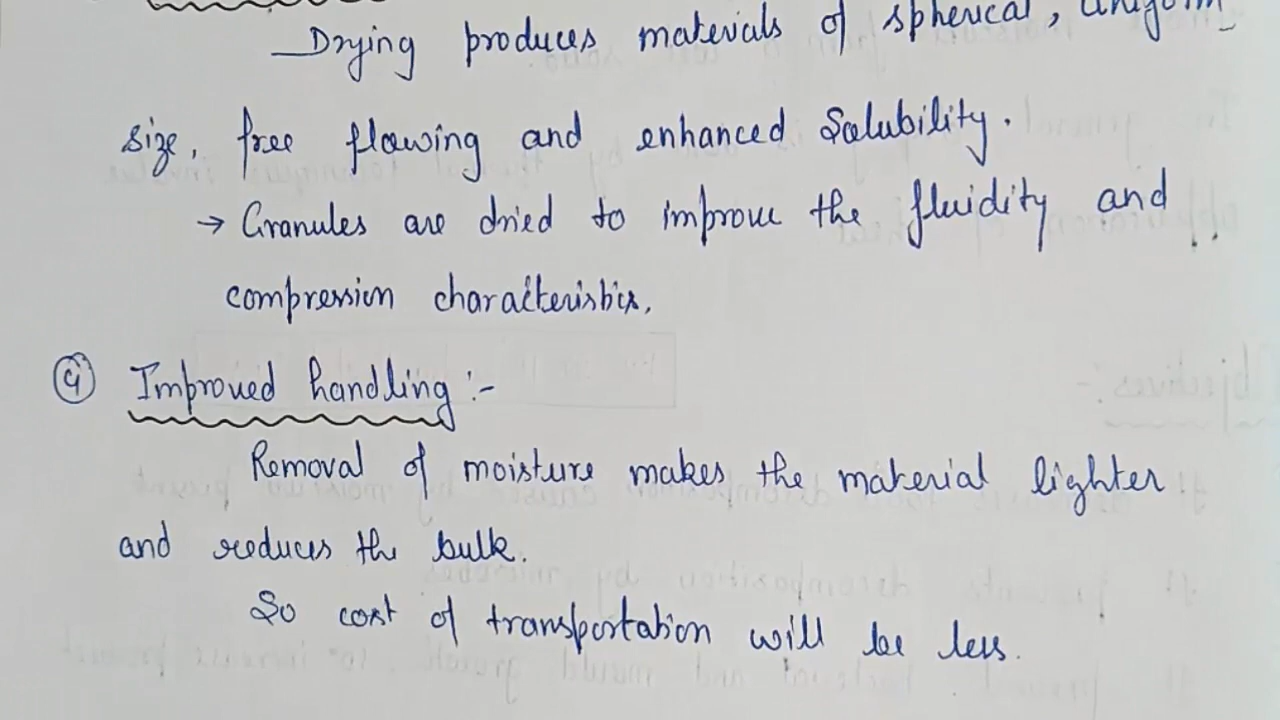 Drying produces materials of spherical, uniform
size, free flowing and enhanced Solubility.
→ Granules are dried to improve the fluidity and
compression characteristics.
④ Improved handling :-
Removal of moisture makes the material lighter
and reduces the bulk.
So cost of transportation will be less.